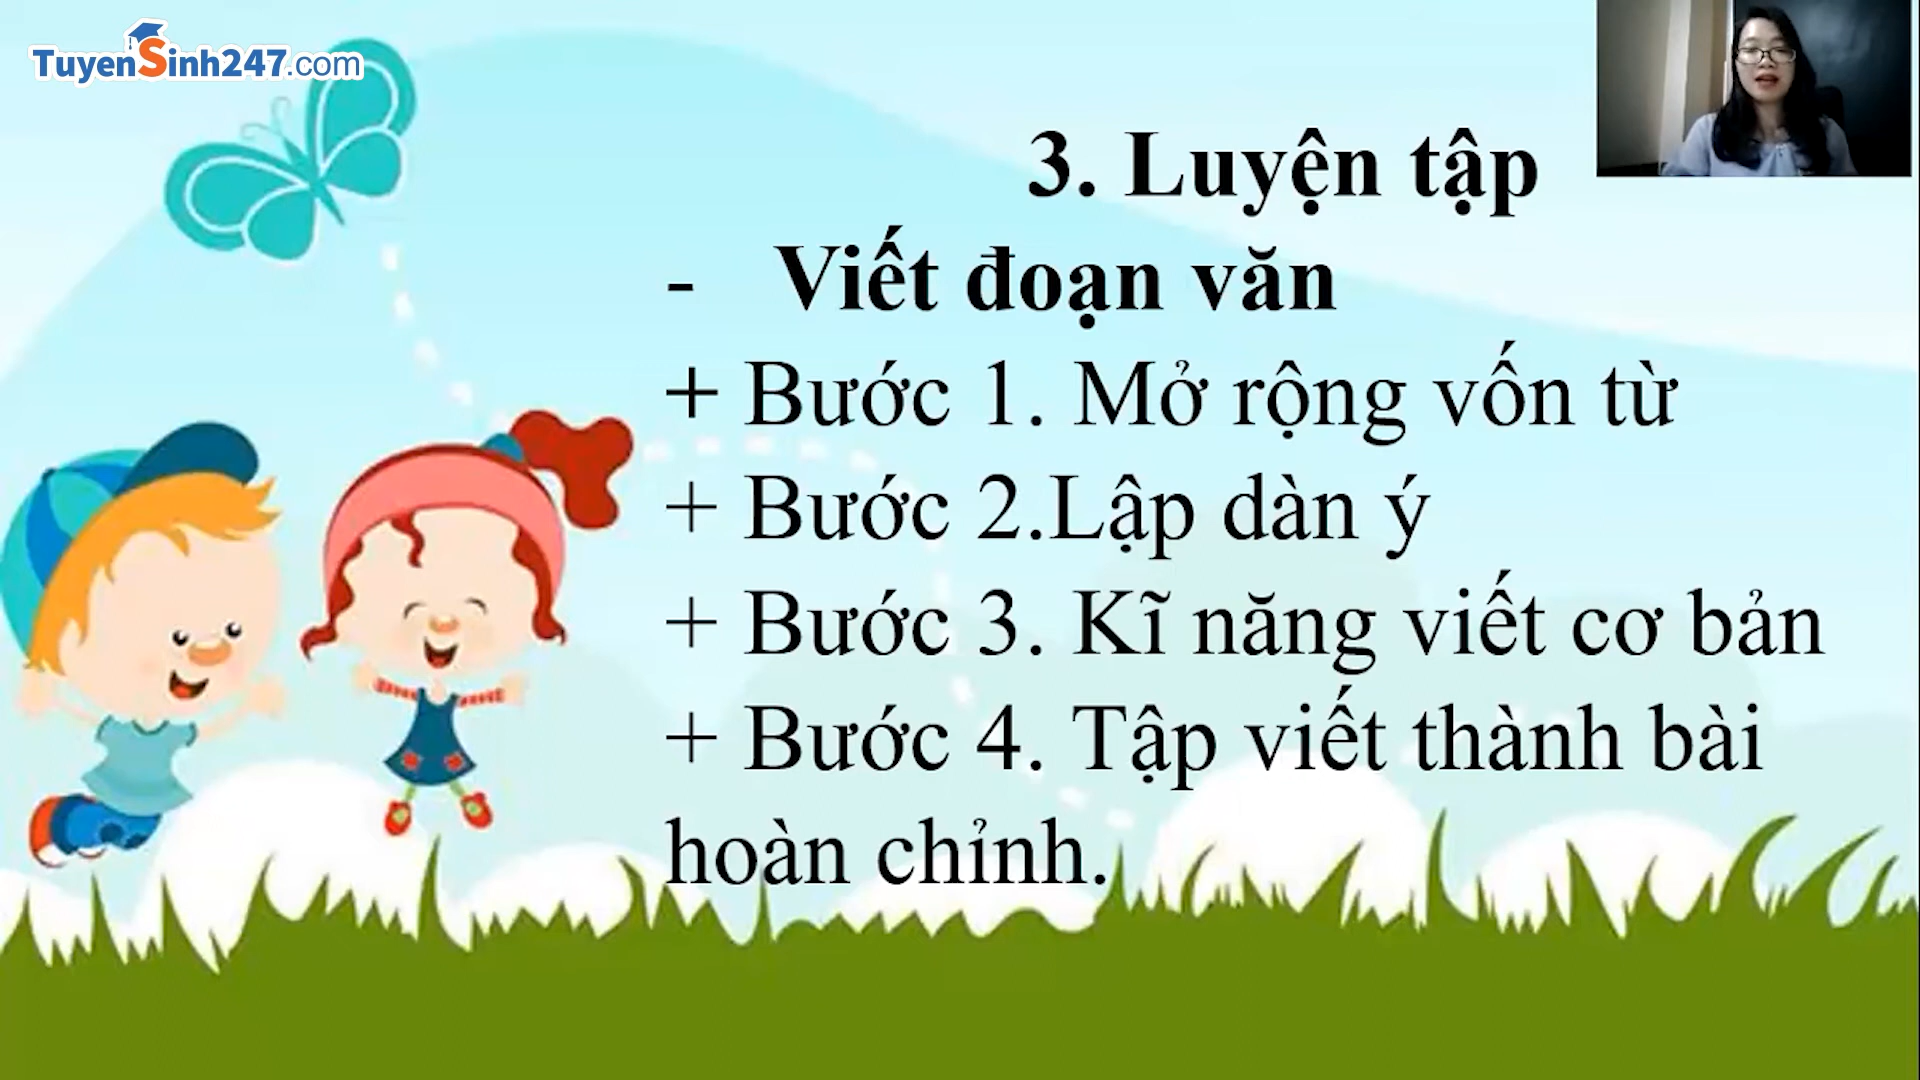 TuyenSinh247.com
3. Luyện tập
- Viết đoạn văn
+ Bước 1. Mở rộng vốn từ
+ Bước 2.Lập dàn ý
+ Bước 3. Kĩ năng viết cơ bản
+ Bước 4. Tập viết thành bài
hoàn chỉnh.